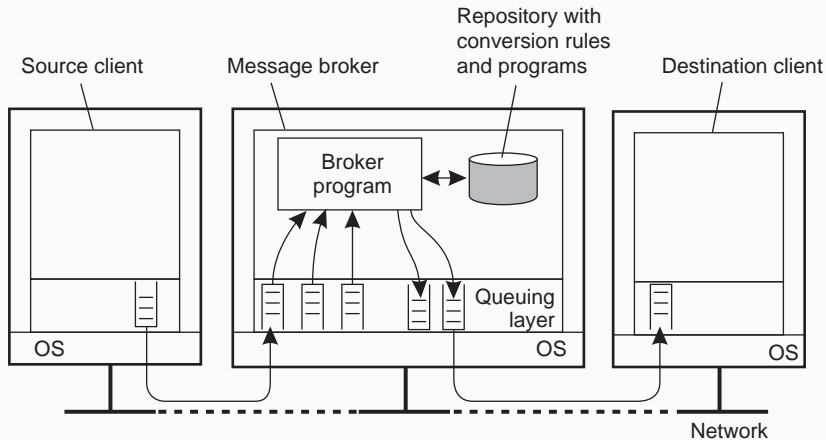 Repository with
conversion rules
and programs
Source client
Message broker
Destination client
Broker
program
Queuing
layer
OS
OS
OS
Network